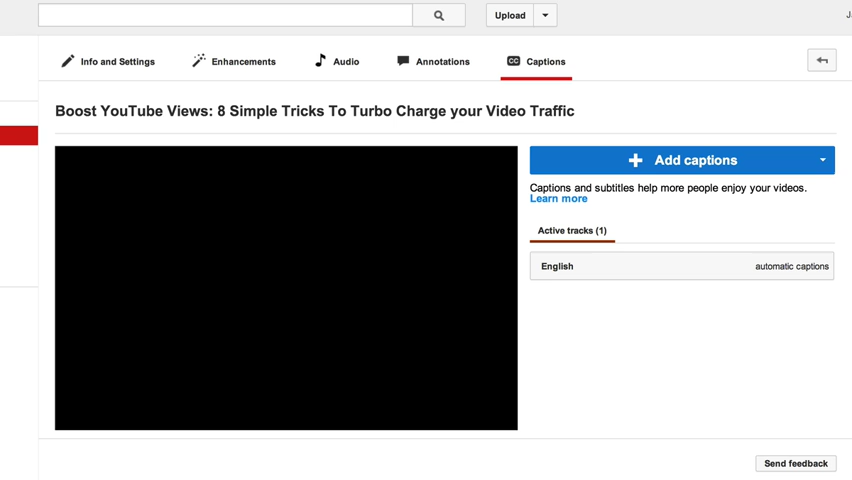 Upload
Info and Settings
Enhancements
Audio
Annotations
CC
Captions
Boost YouTube Views: 8 Simple Tricks To Turbo Charge your Video Traffic
Add captions
Captions and subtitles help more people enjoy your videos.
Learn more
Active tracks (1)
English
automatic captions
Send feedback